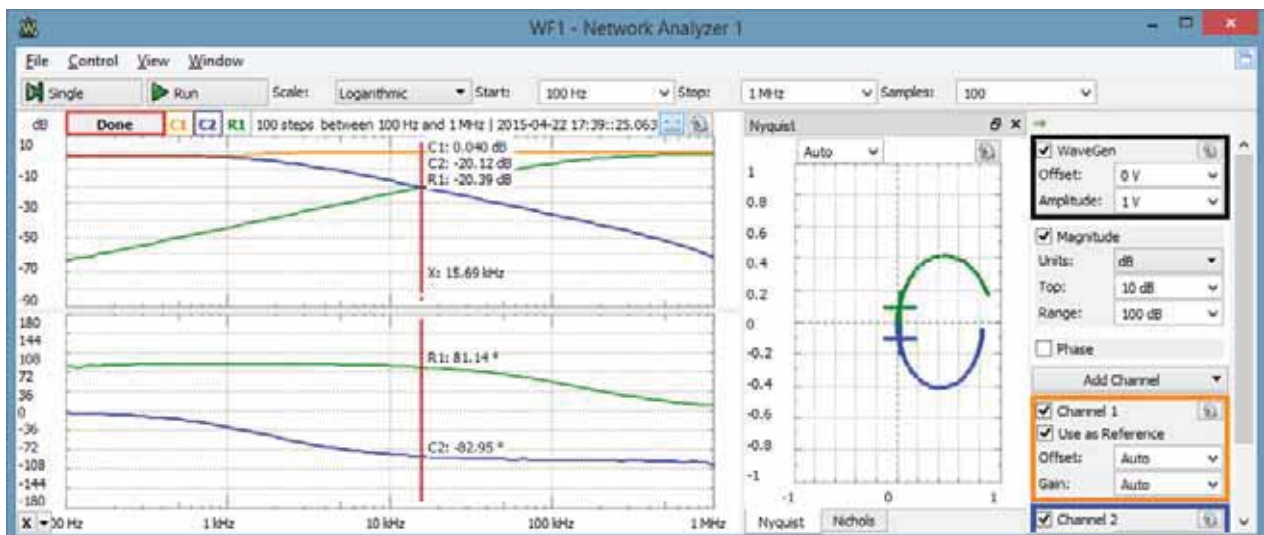 WF1 - Network Analyzer 1
File Control View Window
Single Run Scale: Logarithmic Start: 100 Hz Stop: 1 MHz Samples: 100
dB Done C1 C2 R1 100 steps between 100 Hz and 1 MHz | 2015-04-22 17:39::25.063
10
-10
-30
-50
-70
-90
C1: 0.040 dB
C2: -20.12 dB
R1: -20.39 dB
X: 15.69 kHz
180
144
108
72
36
0
-36
-72
-108
-144
-180
R1: 81.14 °
C2: -82.95 °
X 00 Hz 1 kHz 10 kHz 100 kHz 1 MHz
Nyquist
Auto
1
0.8
0.6
0.4
0.2
0
-0.2
-0.4
-0.6
-0.8
-1
-1 0 1
Nyquist Nichols
WaveGen
Offset: 0 V
Amplitude: 1 V
Magnitude
Units: dB
Top: 10 dB
Range: 100 dB
Phase
Add Channel
Channel 1
Use as Reference
Offset: Auto
Gain: Auto
Channel 2